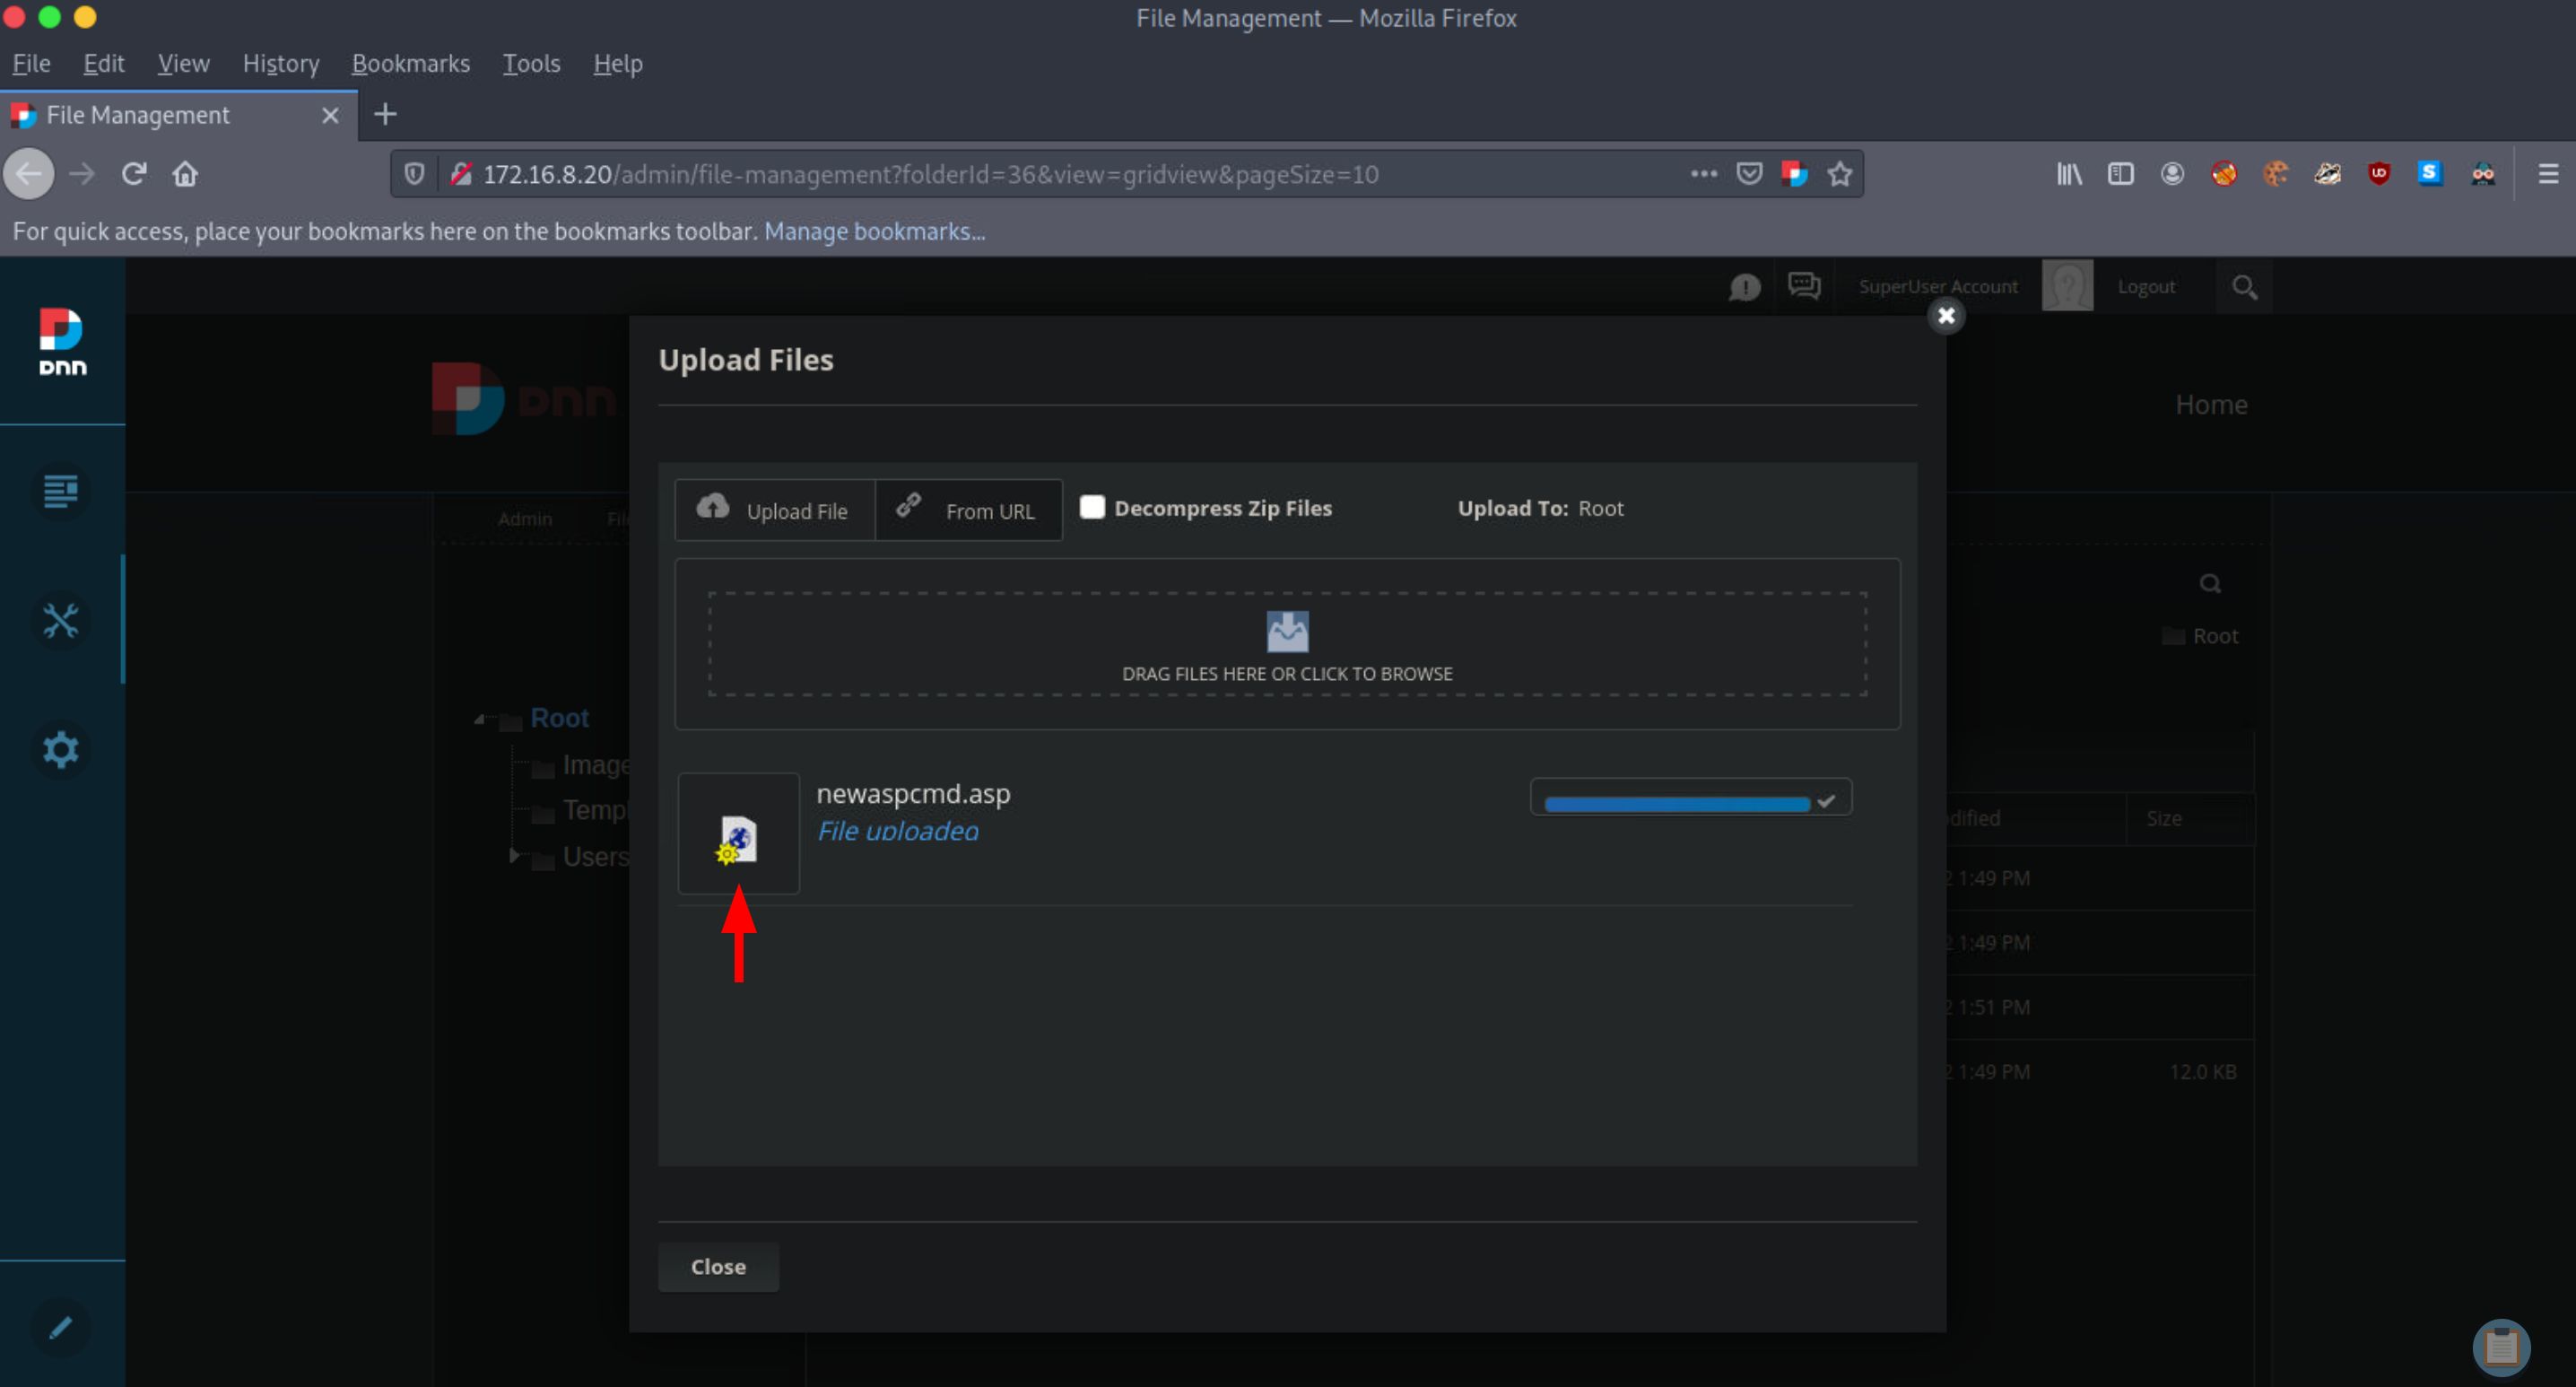 File Management — Mozilla Firefox
File Edit View History Bookmarks Tools Help
File Management
172.16.8.20/admin/file-management?folderId=36&view=gridview&pageSize=10
For quick access, place your bookmarks here on the bookmarks toolbar. Manage bookmarks...
SuperUser Account Logout
DNN
DNN
Upload Files
Home
Upload File From URL Decompress Zip Files Upload To: Root
Admin
DRAG FILES HERE OR CLICK TO BROWSE
Root
Root
Users
newaspcmd.asp
File uploaded
Size
1:49 PM
1:49 PM
1:51 PM
1:49 PM 12.0 KB
Close